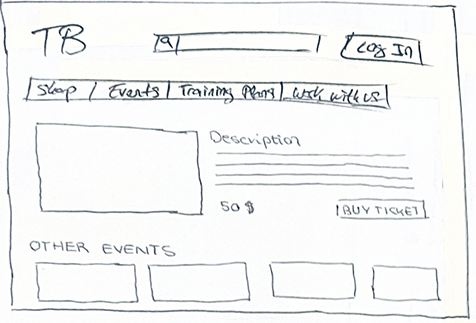 TB Log In
Shop / Events | Training Plans | Work with us
Description
50 $ BUY TICKET
OTHER EVENTS